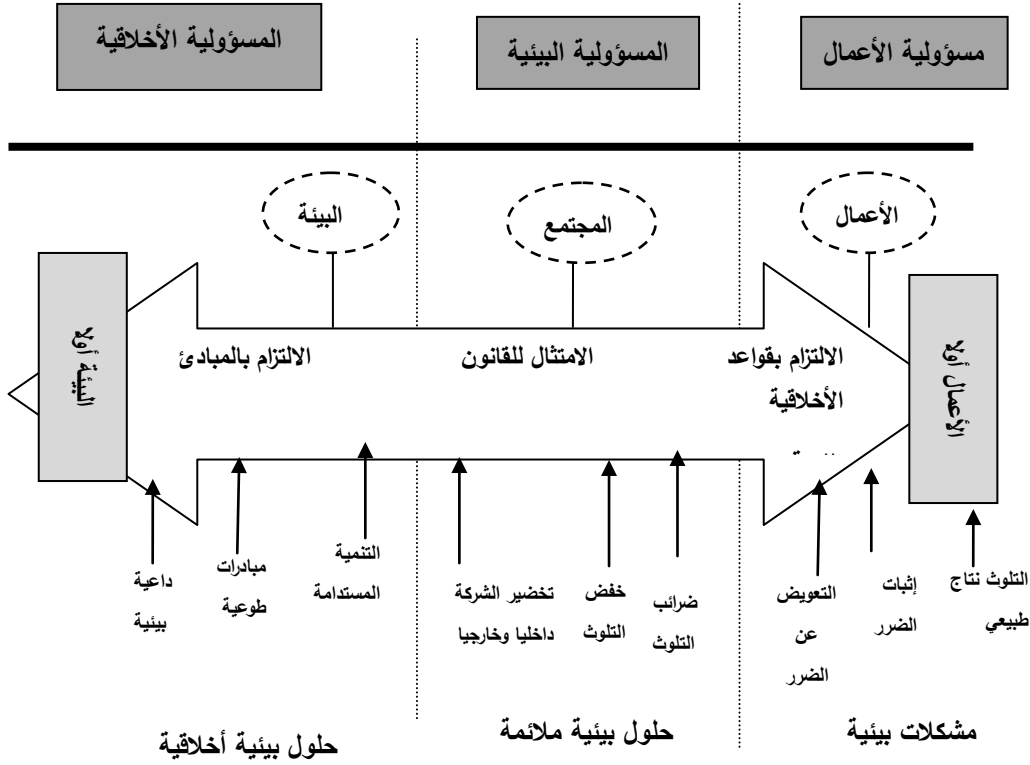 مسؤولية الأعمال
المسؤولية البيئية
المسؤولية الأخلاقية
الأعمال
المجتمع
البيئة
الأعمال أولا
الالتزام بقواعد
الأخلاقية
الامتثال للقانون
الالتزام بالمبادئ
البيئة أولا
التلوث نتاج
طبيعي
إثبات
الضرر
التعويض
عن
الضرر
ضرائب
التلوث
خفض
التلوث
تخضير الشركة
داخليا وخارجيا
التنمية
المستدامة
مبادرات
طوعية
داعية
بيئية
مشكلات بيئية
حلول بيئية ملائمة
حلول بيئية أخلاقية